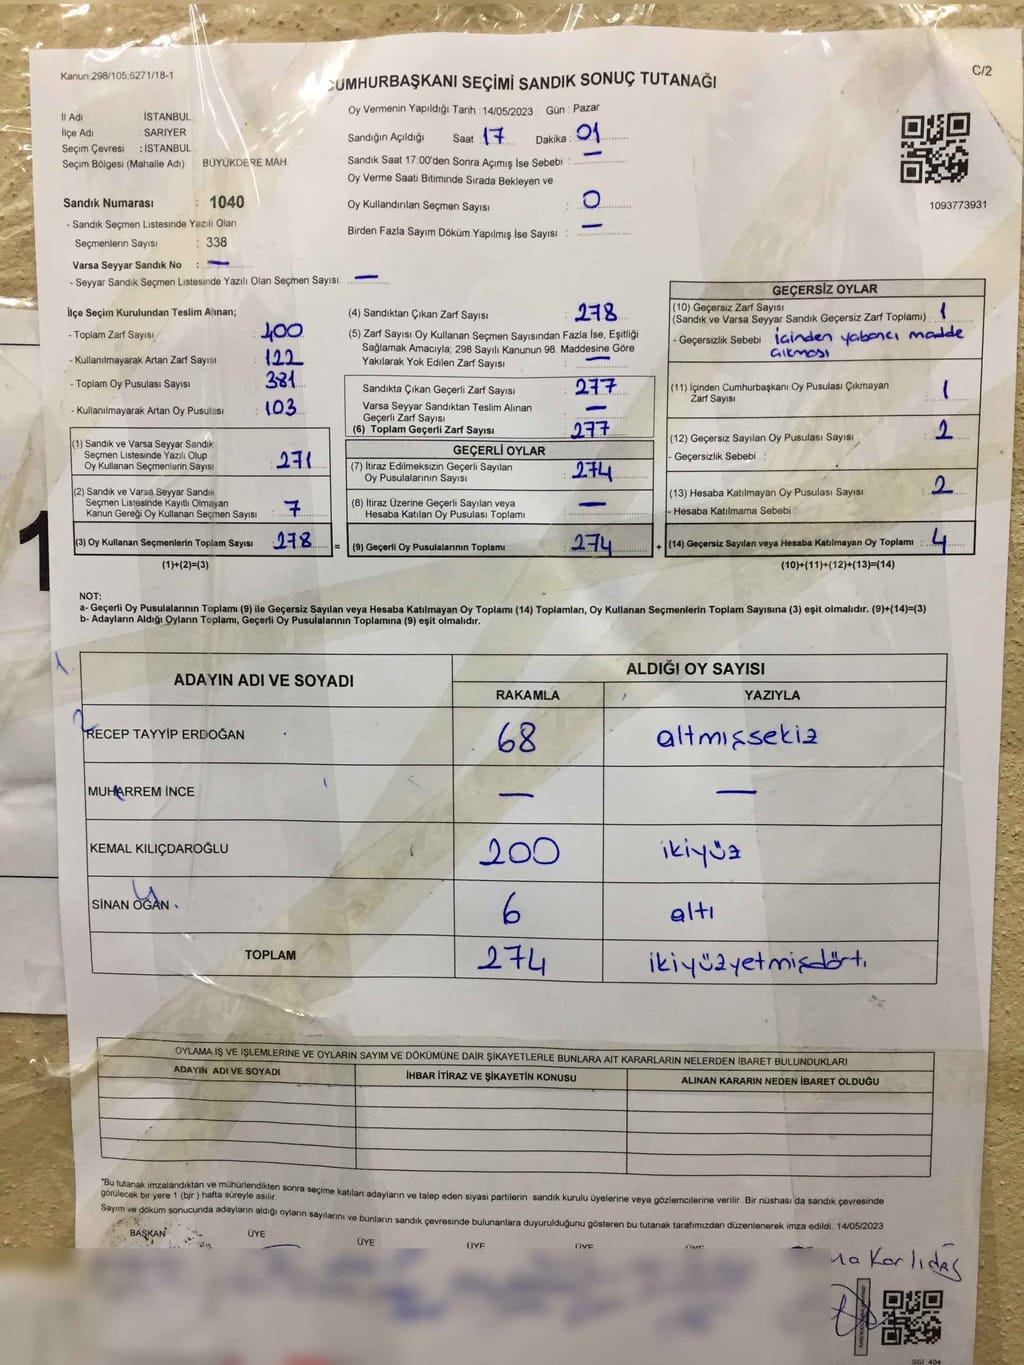 Kanun:298/105,6271/18-1
CUMHURBAŞKANI SEÇİMİ SANDIK SONUÇ TUTANAĞI
C/2
İl Adı : İSTANBUL
İlçe Adı : SARIYER
Seçim Çevresi : İSTANBUL
Seçim Bölgesi (Mahalle Adı) BÜYÜKDERE MAH
Sandık Numarası : 1040
- Sandık Seçmen Listesinde Yazılı Olan
Seçmenlerin Sayısı : 338
Varsa Seyyar Sandık No : —
- Seyyar Sandık Seçmen Listesinde Yazılı Olan Seçmen Sayısı: —
Oy Vermenin Yapıldığı Tarih : 14/05/2023 Gün : Pazar
Sandığın Açıldığı Saat : 17 Dakika : 01
Sandık Saat 17:00'den Sonra Açımış İse Sebebi : —
Oy Verme Saati Bitiminde Sırada Bekleyen ve
Oy Kullandırılan Seçmen Sayısı : 0
Birden Fazla Sayım Döküm Yapılmış İse Sayısı : —
1093773931
İlçe Seçim Kurulundan Teslim Alınan;
- Toplam Zarf Sayısı : 400
- Kullanılmayarak Artan Zarf Sayısı : 122
- Toplam Oy Pusulası Sayısı : 381
- Kullanılmayarak Artan Oy Pusulası : 103
(1) Sandık ve Varsa Seyyar Sandık
Seçmen Listesinde Yazılı Olup
Oy Kullanan Seçmenlerin Sayısı : 271
(2) Sandık ve Varsa Seyyar Sandık
Seçmen Listesinde Kayıtlı Olmayan
Kanun Gereği Oy Kullanan Seçmen Sayısı : 7
(3) Oy Kullanan Seçmenlerin Toplam Sayısı : 278 =
(1)+(2)=(3)
(4) Sandıktan Çıkan Zarf Sayısı : 278
(5) Zarf Sayısı Oy Kullanan Seçmen Sayısından Fazla İse, Eşitliği
Sağlamak Amacıyla, 298 Sayılı Kanunun 98. Maddesine Göre
Yakılarak Yok Edilen Zarf Sayısı : —
Sandıkta Çıkan Geçerli Zarf Sayısı : 277
Varsa Seyyar Sandıktan Teslim Alınan
Geçerli Zarf Sayısı : —
(6) Toplam Geçerli Zarf Sayısı : 277
GEÇERLİ OYLAR
(7) İtiraz Edilmeksizin Geçerli Sayılan
Oy Pusulalarının Sayısı : 274
(8) İtiraz Üzerine Geçerli Sayılan veya
Hesaba Katılan Oy Pusulası Toplamı : —
(9) Geçerli Oy Pusulalarının Toplamı : 274 +
GEÇERSİZ OYLAR
(10) Geçersiz Zarf Sayısı
(Sandık ve Varsa Seyyar Sandık Geçersiz Zarf Toplamı) : 1
- Geçersizlik Sebebi : İçinden yabancı madde
çıkması
(11) İçinden Cumhurbaşkanı Oy Pusulası Çıkmayan
Zarf Sayısı : 1
(12) Geçersiz Sayılan Oy Pusulası Sayısı : 2
- Geçersizlik Sebebi :
(13) Hesaba Katılmayan Oy Pusulası Sayısı : 2
- Hesaba Katılmama Sebebi :
(14) Geçersiz Sayılan veya Hesaba Katılmayan Oy Toplamı : 4
(10)+(11)+(12)+(13)=(14)
NOT:
a- Geçerli Oy Pusulalarının Toplamı (9) ile Geçersiz Sayılan veya Hesaba Katılmayan Oy Toplamı (14) Toplamları, Oy Kullanan Seçmenlerin Toplam Sayısına (3) eşit olmalıdır. (9)+(14)=(3)
b- Adayların Aldığı Oyların Toplamı, Geçerli Oy Pusulalarının Toplamına (9) eşit olmalıdır.
ADAYIN ADI VE SOYADI ALDIĞI OY SAYISI
RAKAMLA YAZIYLA
RECEP TAYYİP ERDOĞAN 68 altmışsekiz
MUHARREM İNCE — —
KEMAL KILIÇDAROĞLU 200 ikiyüz
SİNAN OĞAN 6 altı
TOPLAM 274 ikiyüzyetmişdört
OYLAMA İŞ VE İŞLEMLERİNE VE OYLARIN SAYIM VE DÖKÜMÜNE DAİR ŞİKAYETLERLE BUNLARA AİT KARARLARIN NELERDEN İBARET BULUNDUKLARI
ADAYIN ADI VE SOYADI İHBAR İTİRAZ VE ŞİKAYETİN KONUSU ALINAN KARARIN NEDEN İBARET OLDUĞU
*Bu tutanak imzalandıktan ve mühürlendikten sonra seçime katılan adayların ve talep eden siyasi partilerin sandık kurulu üyelerine veya gözlemcilerine verilir. Bir nüshası da sandık çevresinde
görülecek bir yere 1 (bir) hafta süreyle asılır.
Sayım ve döküm sonucunda adayların aldığı oyların sayılarını ve bunların sandık çevresinde bulunanlara duyurulduğunu gösteren bu tutanak tarafımızdan düzenlenerek imza edildi. 14/05/2023
BAŞKAN ÜYE ÜYE ÜYE ÜYE ÜYE
Karlıdağ